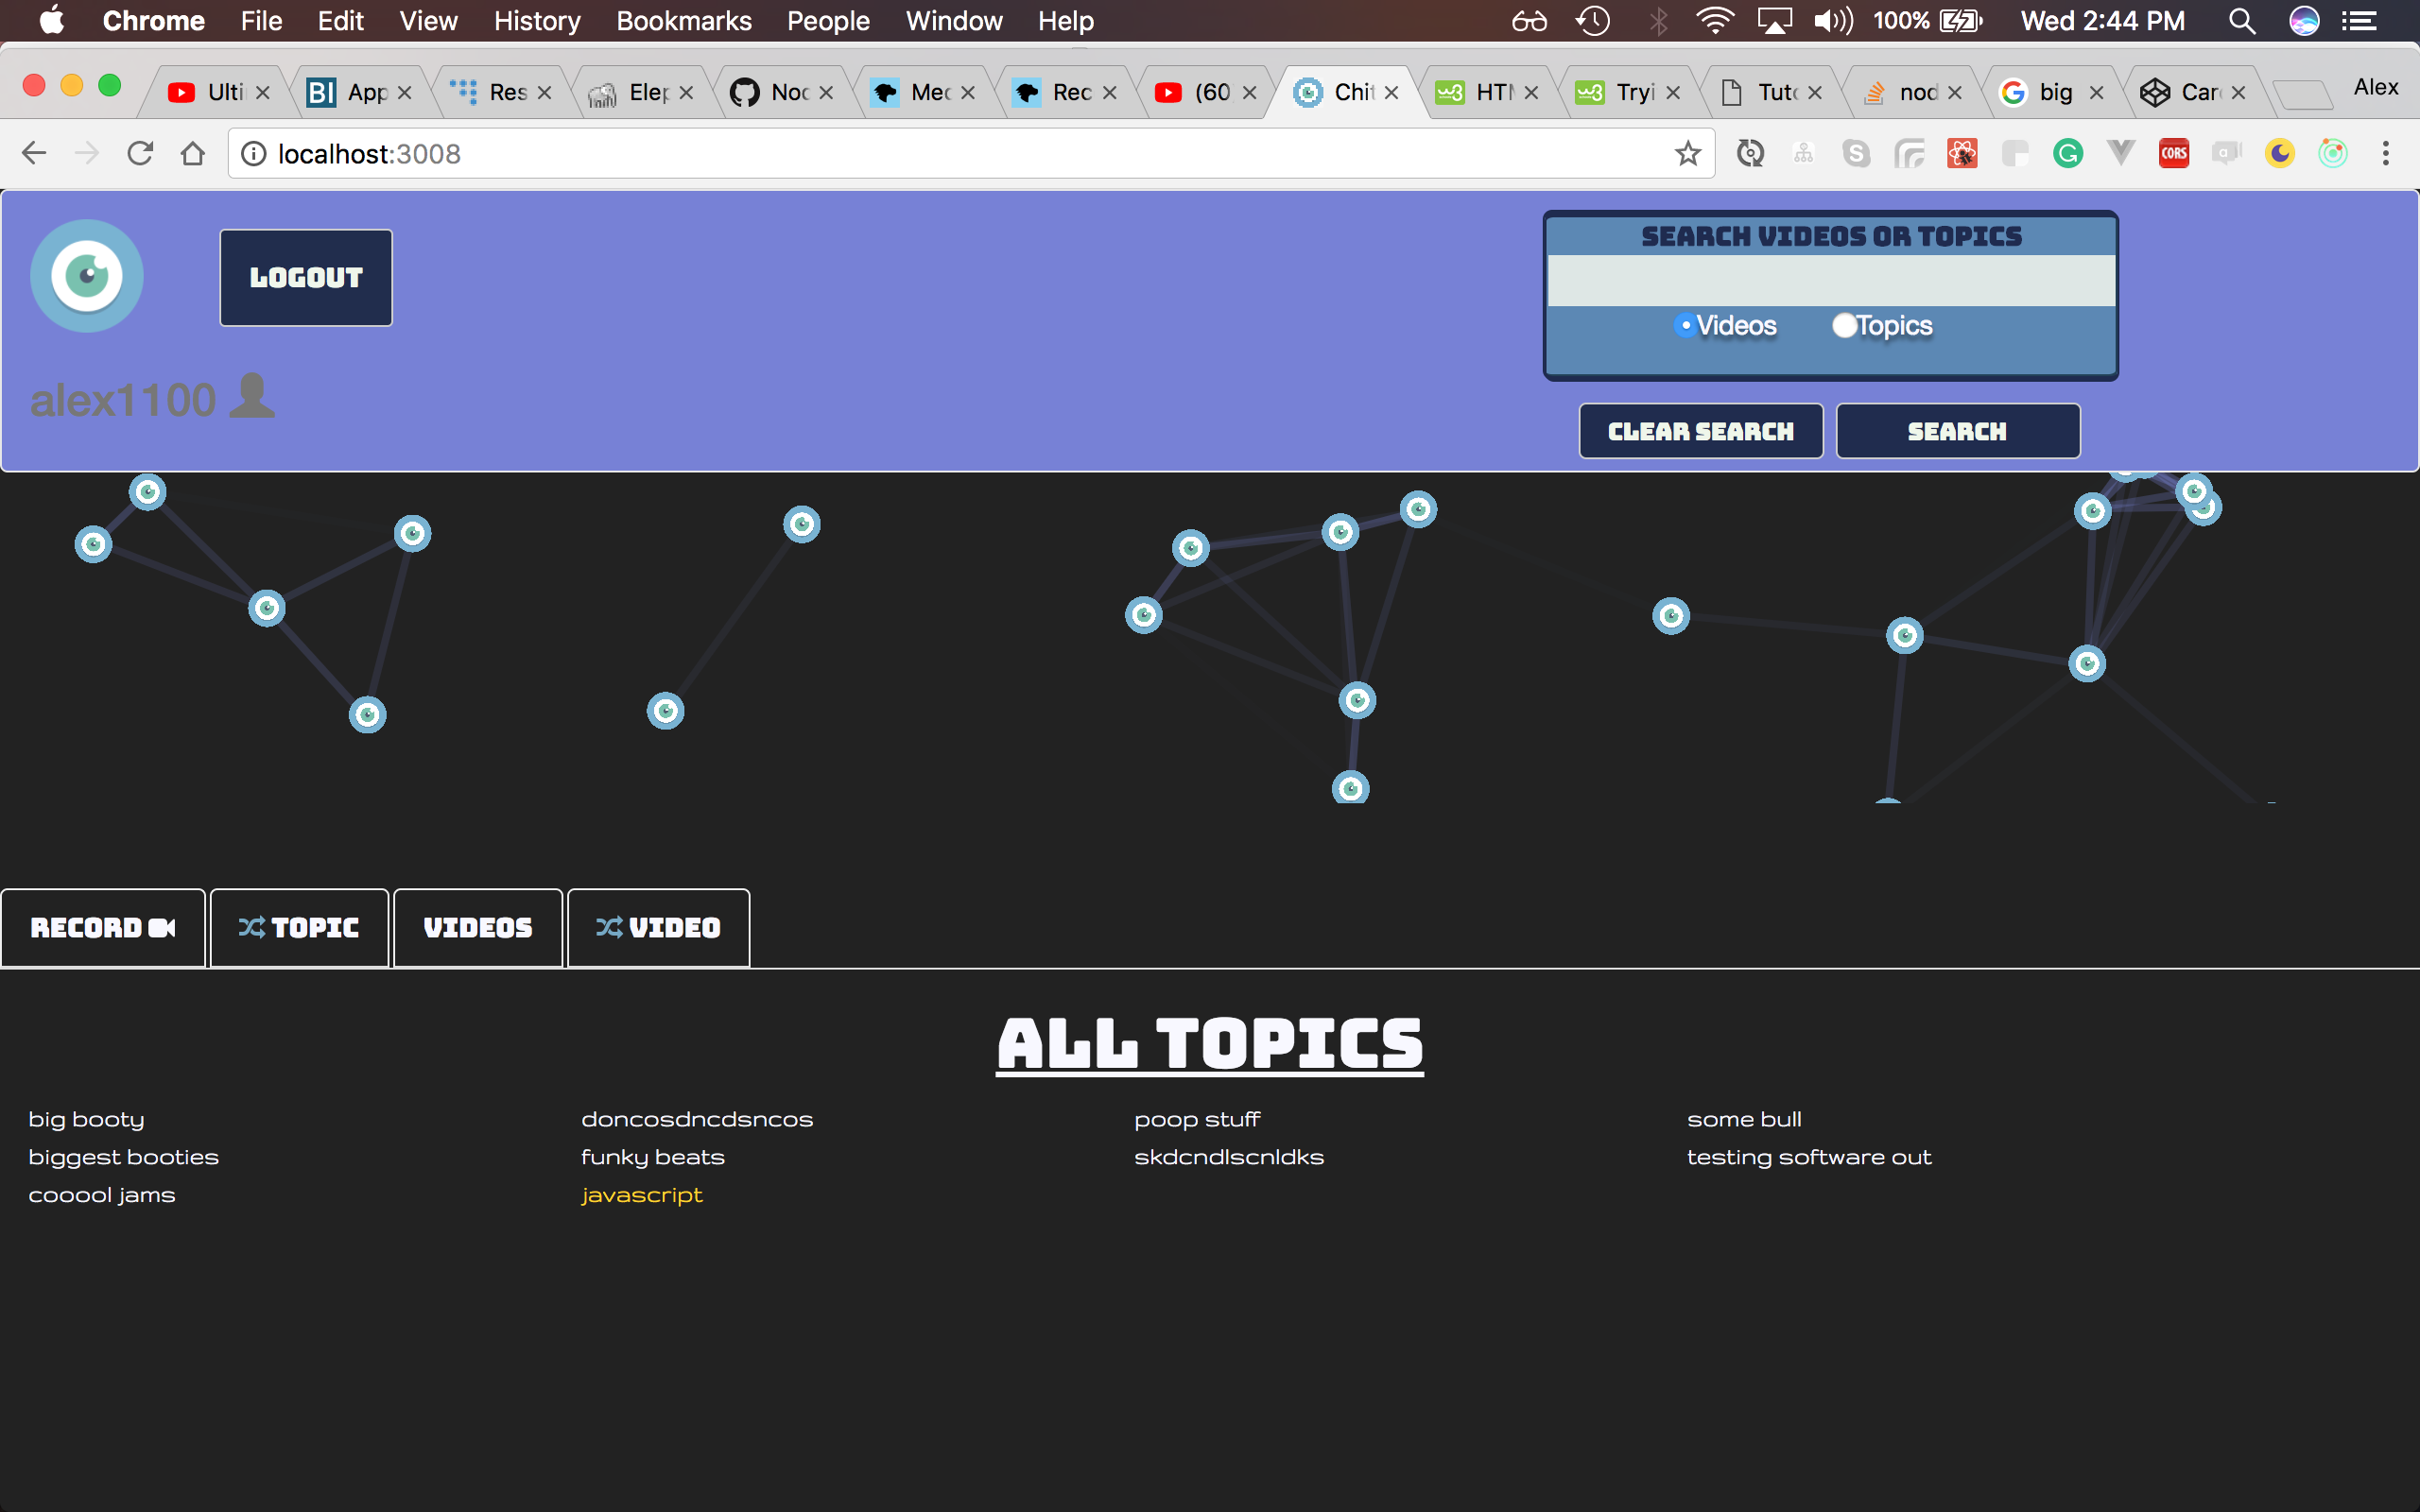 Chrome File Edit View History Bookmarks People Window Help 100% Wed 2:44 PM
Ulti App Res Elep Noc Mec Rec (60 Chit HTM Tryi Tuto nod big Car Alex
localhost:3008
CORS
LOGOUT
SEARCH VIDEOS OR TOPICS
Videos Topics
alex1100
CLEAR SEARCH SEARCH
RECORD TOPIC VIDEOS VIDEO
ALL TOPICS
big booty doncosdncdsncos poop stuff some bull
biggest booties funky beats skdcndlscnldks testing software out
cooool jams javascript